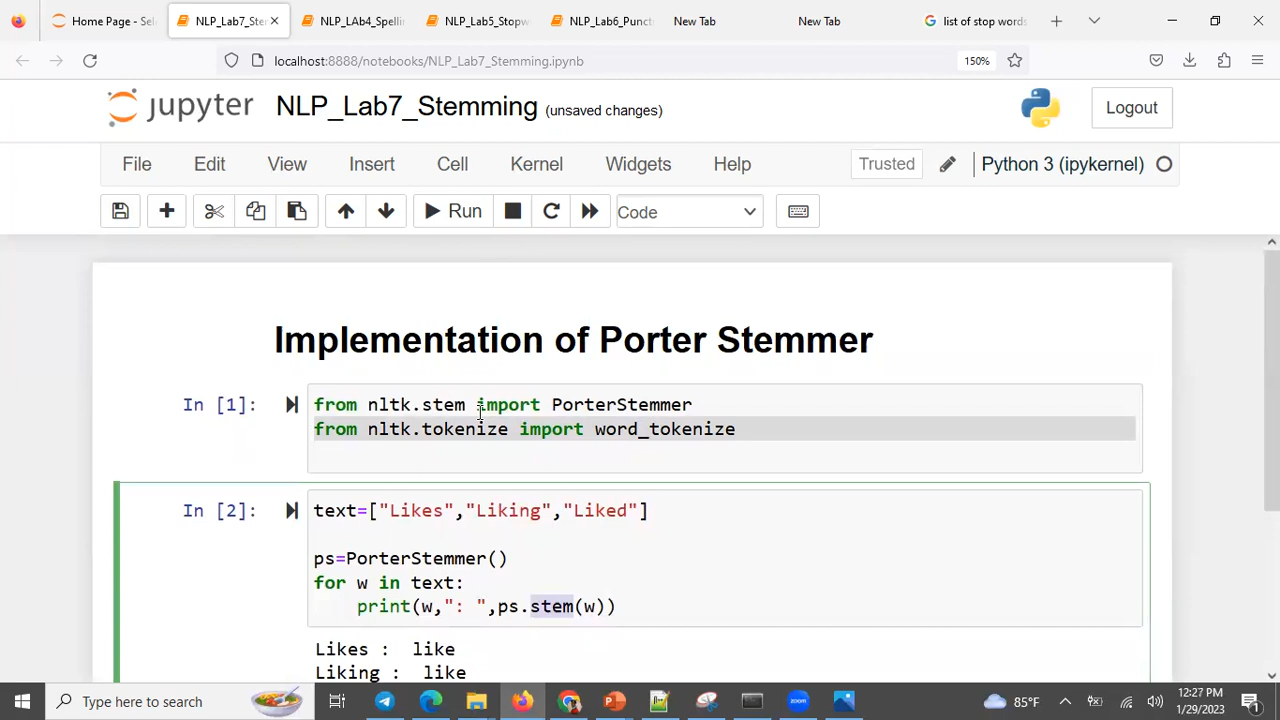 Home Page - Sel
NLP_Lab7_Ste
NLP_LAb4_Spellin
NLP_Lab5_Stopw
NLP_Lab6_Punct
New Tab
New Tab
list of stop words
localhost:8888/notebooks/NLP_Lab7_Stemming.ipynb
150%
jupyter NLP_Lab7_Stemming (unsaved changes)
Logout
File Edit View Insert Cell Kernel Widgets Help
Trusted
Python 3 (ipykernel)
Run
Code
Implementation of Porter Stemmer
In [1]: from nltk.stem import PorterStemmer
from nltk.tokenize import word_tokenize
In [2]: text=["Likes","Liking","Liked"]
ps=PorterStemmer()
for w in text:
print(w,": ",ps.stem(w))
Likes :  like
Liking :  like
Type here to search
85°F
12:27 PM
1/29/2023
1